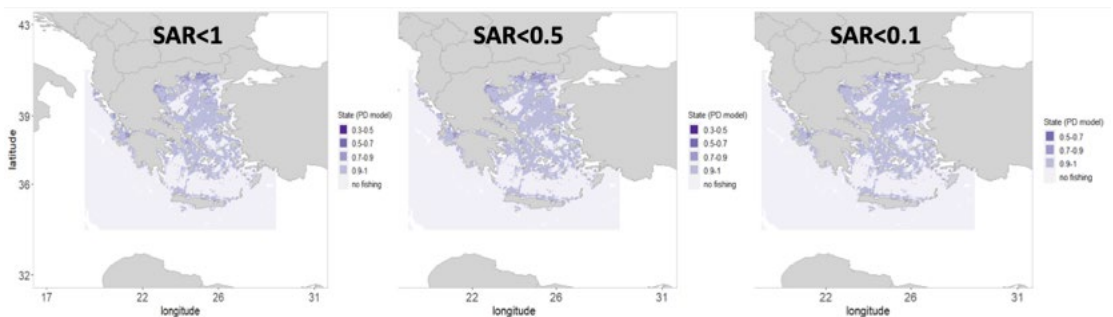 SAR<1
SAR<0.5
SAR<0.1
43
39
36
32
latitude
State (PD model)
0.3-0.5
0.5-0.7
0.7-0.9
0.9-1
no fishing
State (PD model)
0.3-0.5
0.5-0.7
0.7-0.9
0.9-1
no fishing
State (PD model)
0.5-0.7
0.7-0.9
0.9-1
no fishing
17 22 26 31
22 26 31
22 26 31
longitude
longitude
longitude